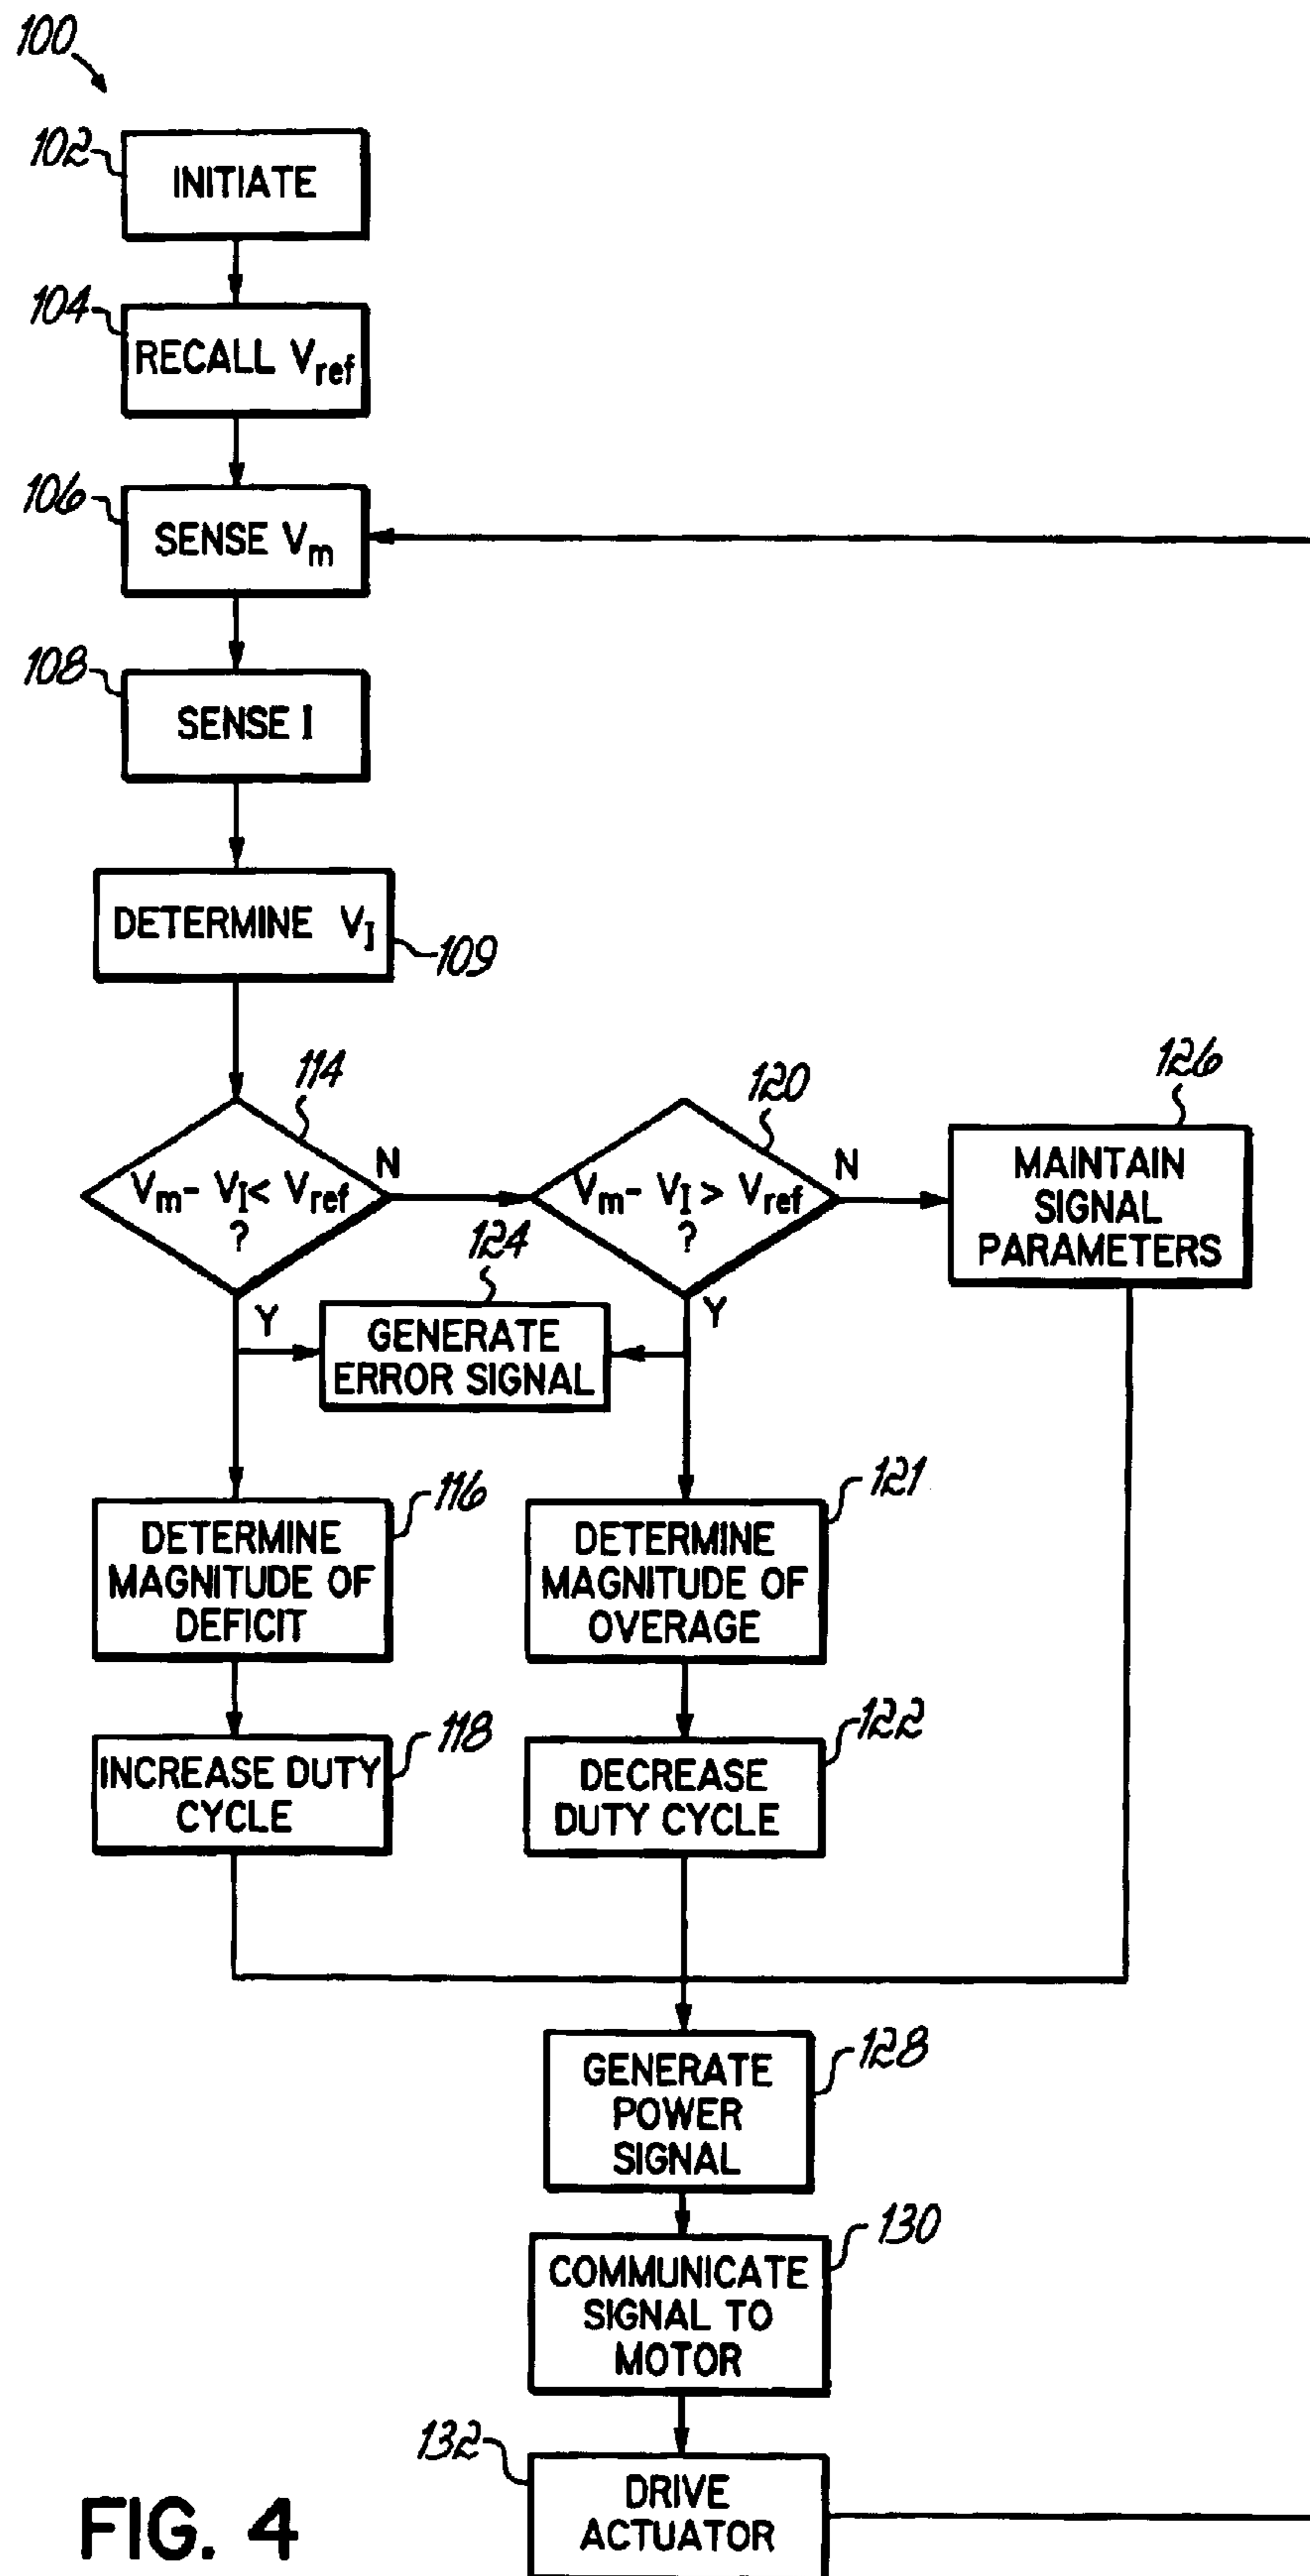 100
102
INITIATE
104
RECALL Vref
106
SENSE Vm
108
SENSE I
DETERMINE VI
109
114
Vm- VI< Vref
?
N
Y
120
Vm- VI> Vref
?
N
Y
126
MAINTAIN
SIGNAL
PARAMETERS
124
GENERATE
ERROR SIGNAL
116
DETERMINE
MAGNITUDE OF
DEFICIT
121
DETERMINE
MAGNITUDE OF
OVERAGE
118
INCREASE DUTY
CYCLE
122
DECREASE
DUTY CYCLE
128
GENERATE
POWER
SIGNAL
130
COMMUNICATE
SIGNAL TO
MOTOR
132
DRIVE
ACTUATOR
FIG. 4